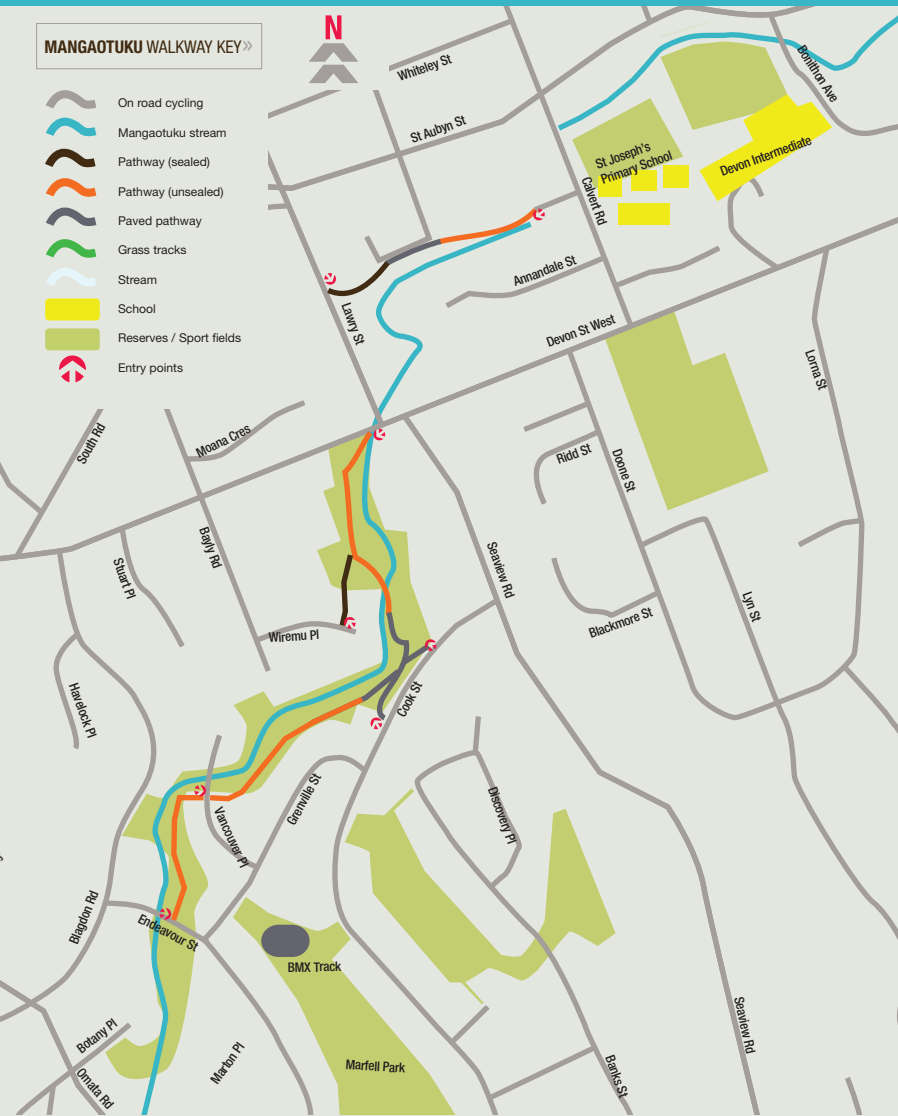 MANGAOTUKU WALKWAY KEY»
N
On road cycling
Mangaotuku stream
Pathway (sealed)
Pathway (unsealed)
Paved pathway
Grass tracks
Stream
School
Reserves / Sport fields
Entry points
Whiteley St
St Aubyn St
Bonithon Ave
St Joseph's
Primary School
Devon Intermediate
Calvert Rd
Annandale St
Lawry St
Devon St West
Lorna St
South Rd
Moana Cres
Ridd St
Doone St
Bayly Rd
Stuart Pl
Seaview Rd
Lyn St
Blackmore St
Wiremu Pl
Havelock Pl
Cook St
Grenville St
Discovery Pl
Vancouver Pl
Blagdon Rd
Endeavour St
BMX Track
Seaview Rd
Botany Pl
Marton Pl
Marfell Park
Banks St
Omata Rd